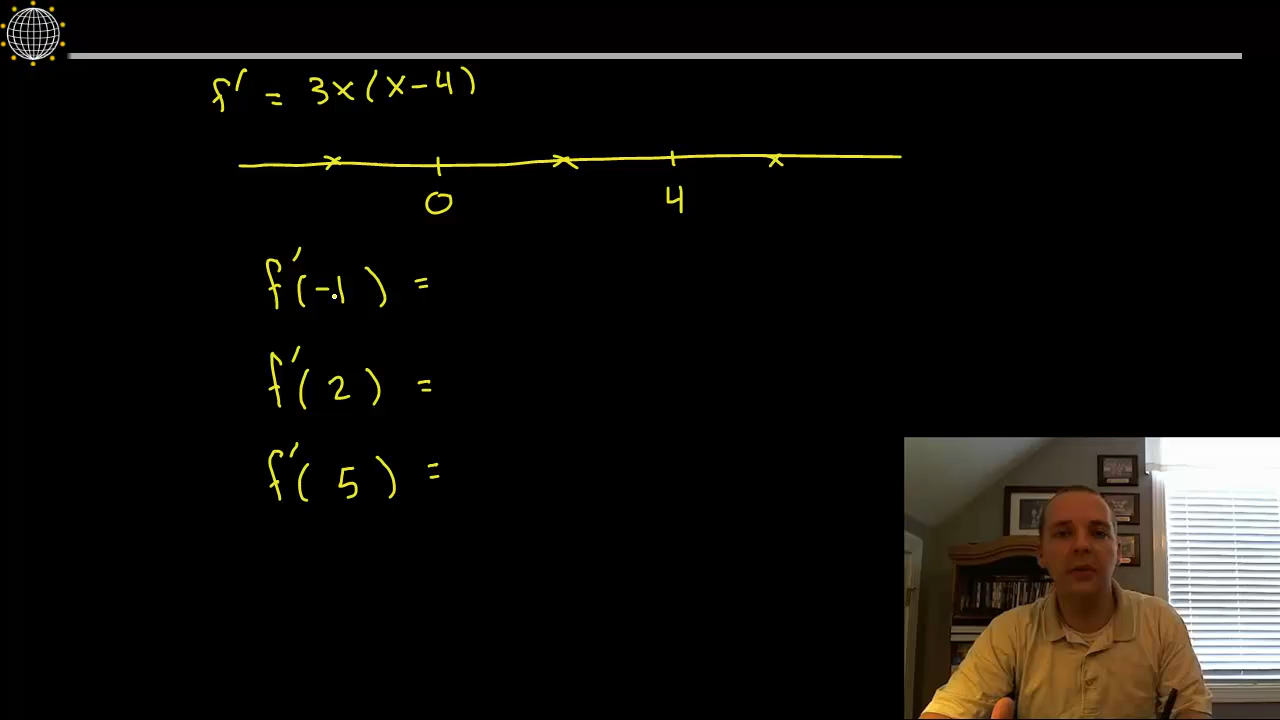 f' = 3x(x-4)
0 4
f'(-1) =
f'(2) =
f'(5) =